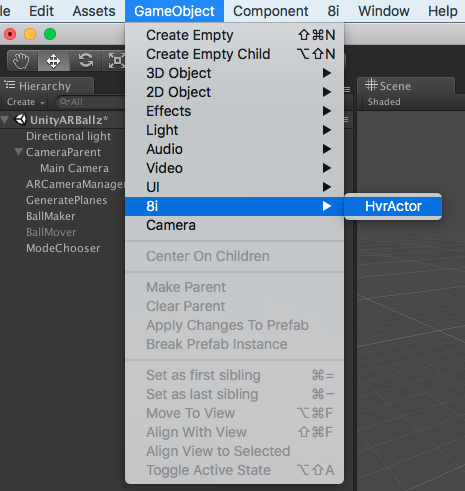 le Edit Assets GameObject Component 8i Window Help
Hierarchy
Create All
UnityARBallz*
Directional light
CameraParent
Main Camera
ARCameraManager
GeneratePlanes
BallMaker
BallMover
ModeChooser
Create Empty ⇧⌘N
Create Empty Child ⌥⇧N
3D Object
2D Object
Effects
Light
Audio
Video
UI
8i
HvrActor
Camera
Center On Children
Make Parent
Clear Parent
Apply Changes To Prefab
Break Prefab Instance
Set as first sibling ⌘=
Set as last sibling ⌘−
Move To View ⌥⌘F
Align With View ⇧⌘F
Align View to Selected
Toggle Active State ⌥⇧A
Scene
Shaded